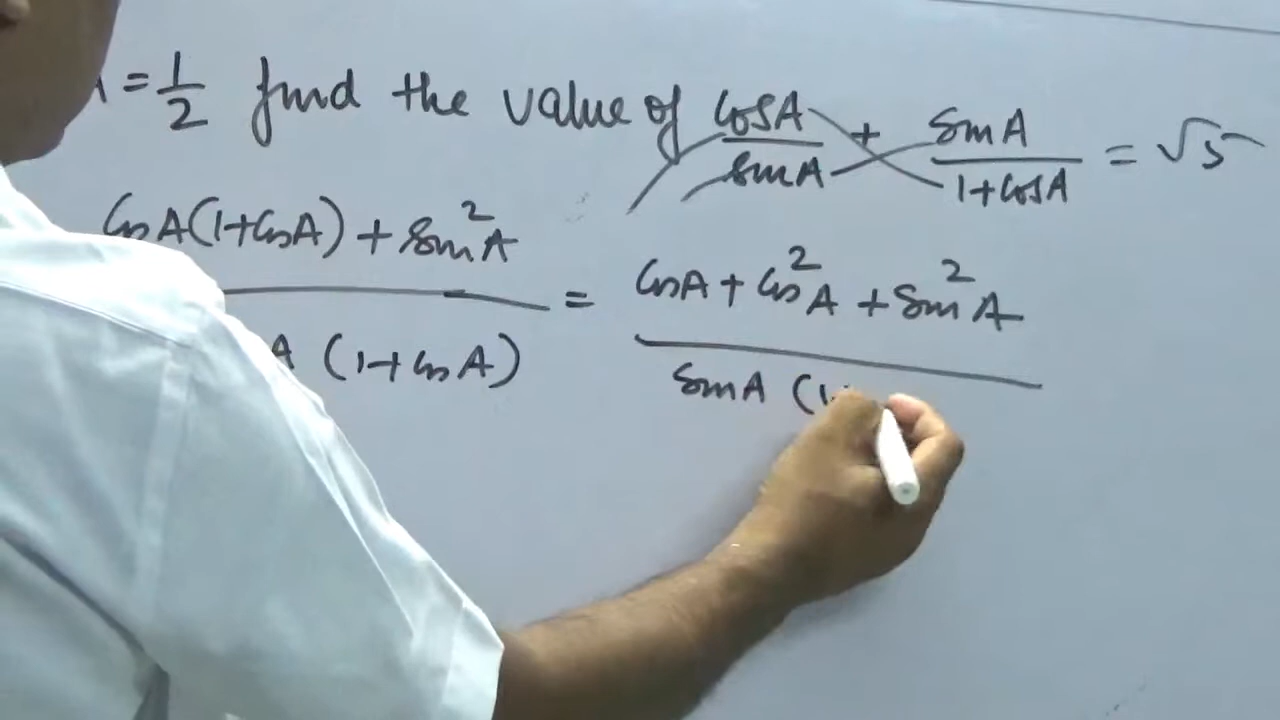 = 1/2 find the value of cosA/sinA + sinA/(1+cosA) = √5
(cosA(1+cosA) + sin²A)/(A (1+cosA)) = (cosA + cos²A + sin²A)/(sinA (1